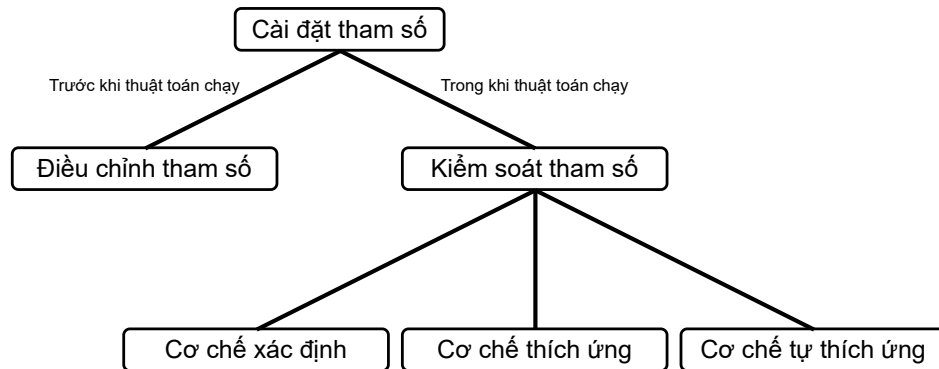 Cài đặt tham số
Trước khi thuật toán chạy
Trong khi thuật toán chạy
Điều chỉnh tham số
Kiểm soát tham số
Cơ chế xác định
Cơ chế thích ứng
Cơ chế tự thích ứng